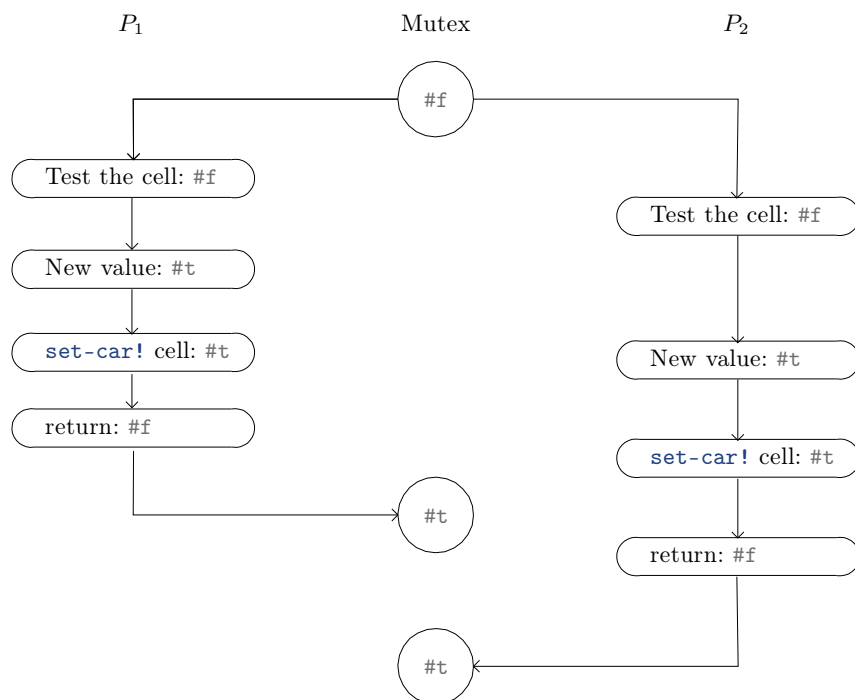 P1 Mutex P2
#f
Test the cell: #f
Test the cell: #f
New value: #t
set-car! cell: #t
New value: #t
return: #f
set-car! cell: #t
#t
return: #f
#t